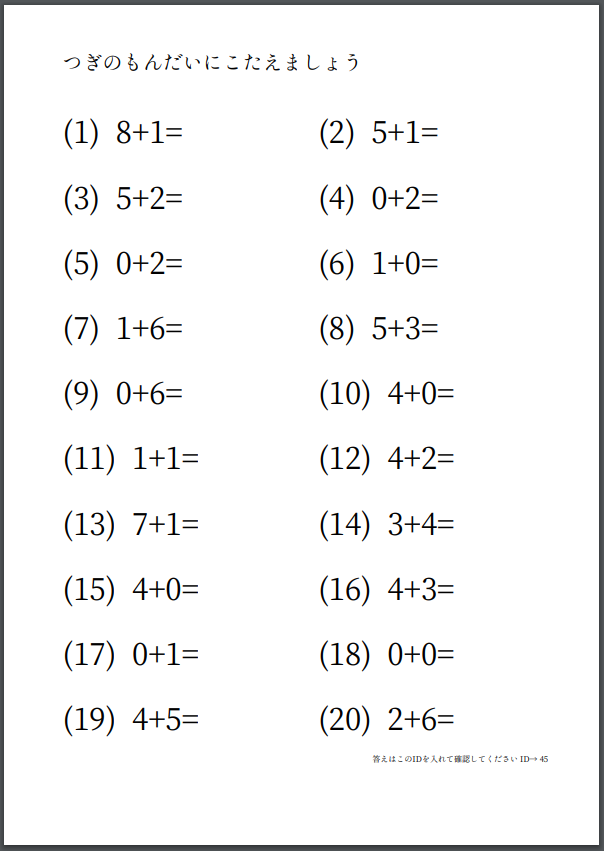 つぎのもんだいにこたえましょう
(1) 8+1= (2) 5+1=
(3) 5+2= (4) 0+2=
(5) 0+2= (6) 1+0=
(7) 1+6= (8) 5+3=
(9) 0+6= (10) 4+0=
(11) 1+1= (12) 4+2=
(13) 7+1= (14) 3+4=
(15) 4+0= (16) 4+3=
(17) 0+1= (18) 0+0=
(19) 4+5= (20) 2+6=
答えはこのIDを入れて確認してください ID→ 45